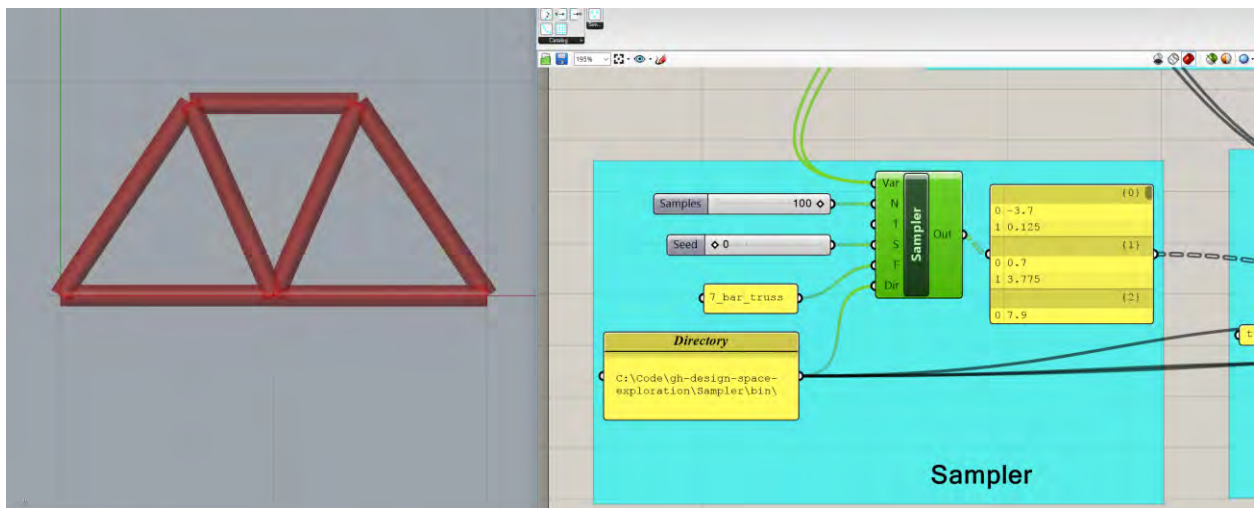 Catalog
195%
Samples
100
Seed
0
7_bar_truss
Directory
C:\Code\gh-design-space-
exploration\Sampler\bin\
Var
N
T
S
F
Dir
Sampler
Out
{0}
0 -3.7
1 0.125
{1}
0 0.7
1 3.775
{2}
0 7.9
t
Sampler